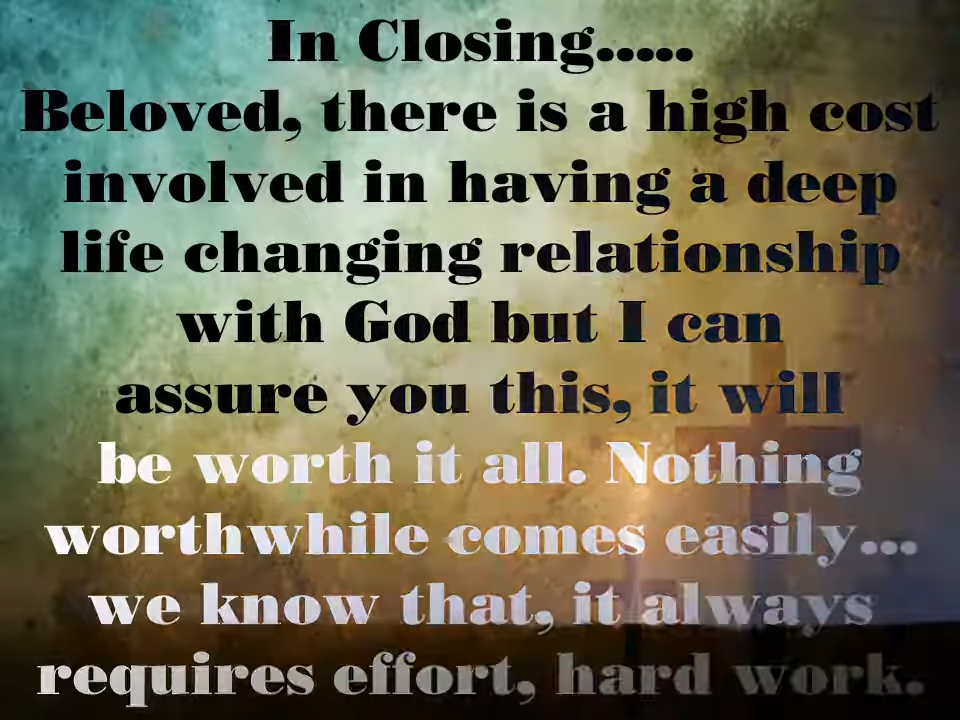 In Closing.....
Beloved, there is a high cost
involved in having a deep
life changing relationship
with God but I can
assure you this, it will
be worth it all. Nothing
worthwhile comes easily...
we know that, it always
requires effort, hard work.